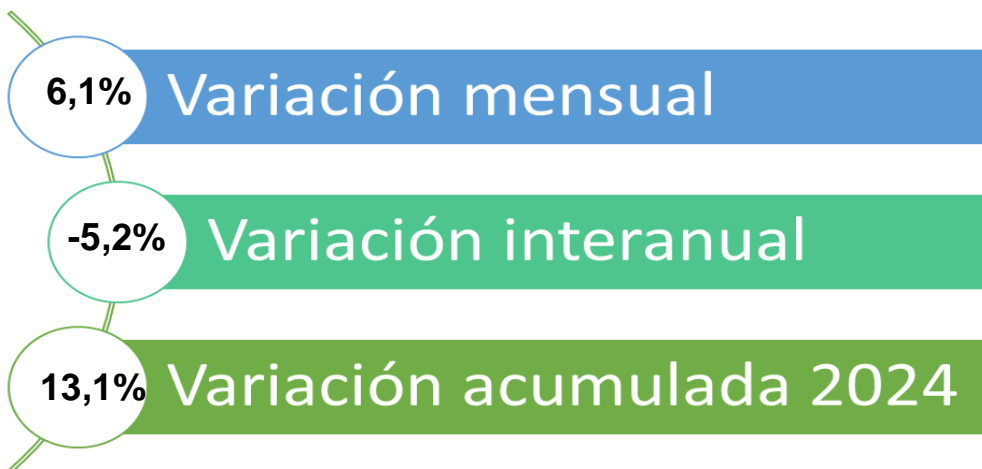 6,1% Variación mensual
-5,2% Variación interanual
13,1% Variación acumulada 2024